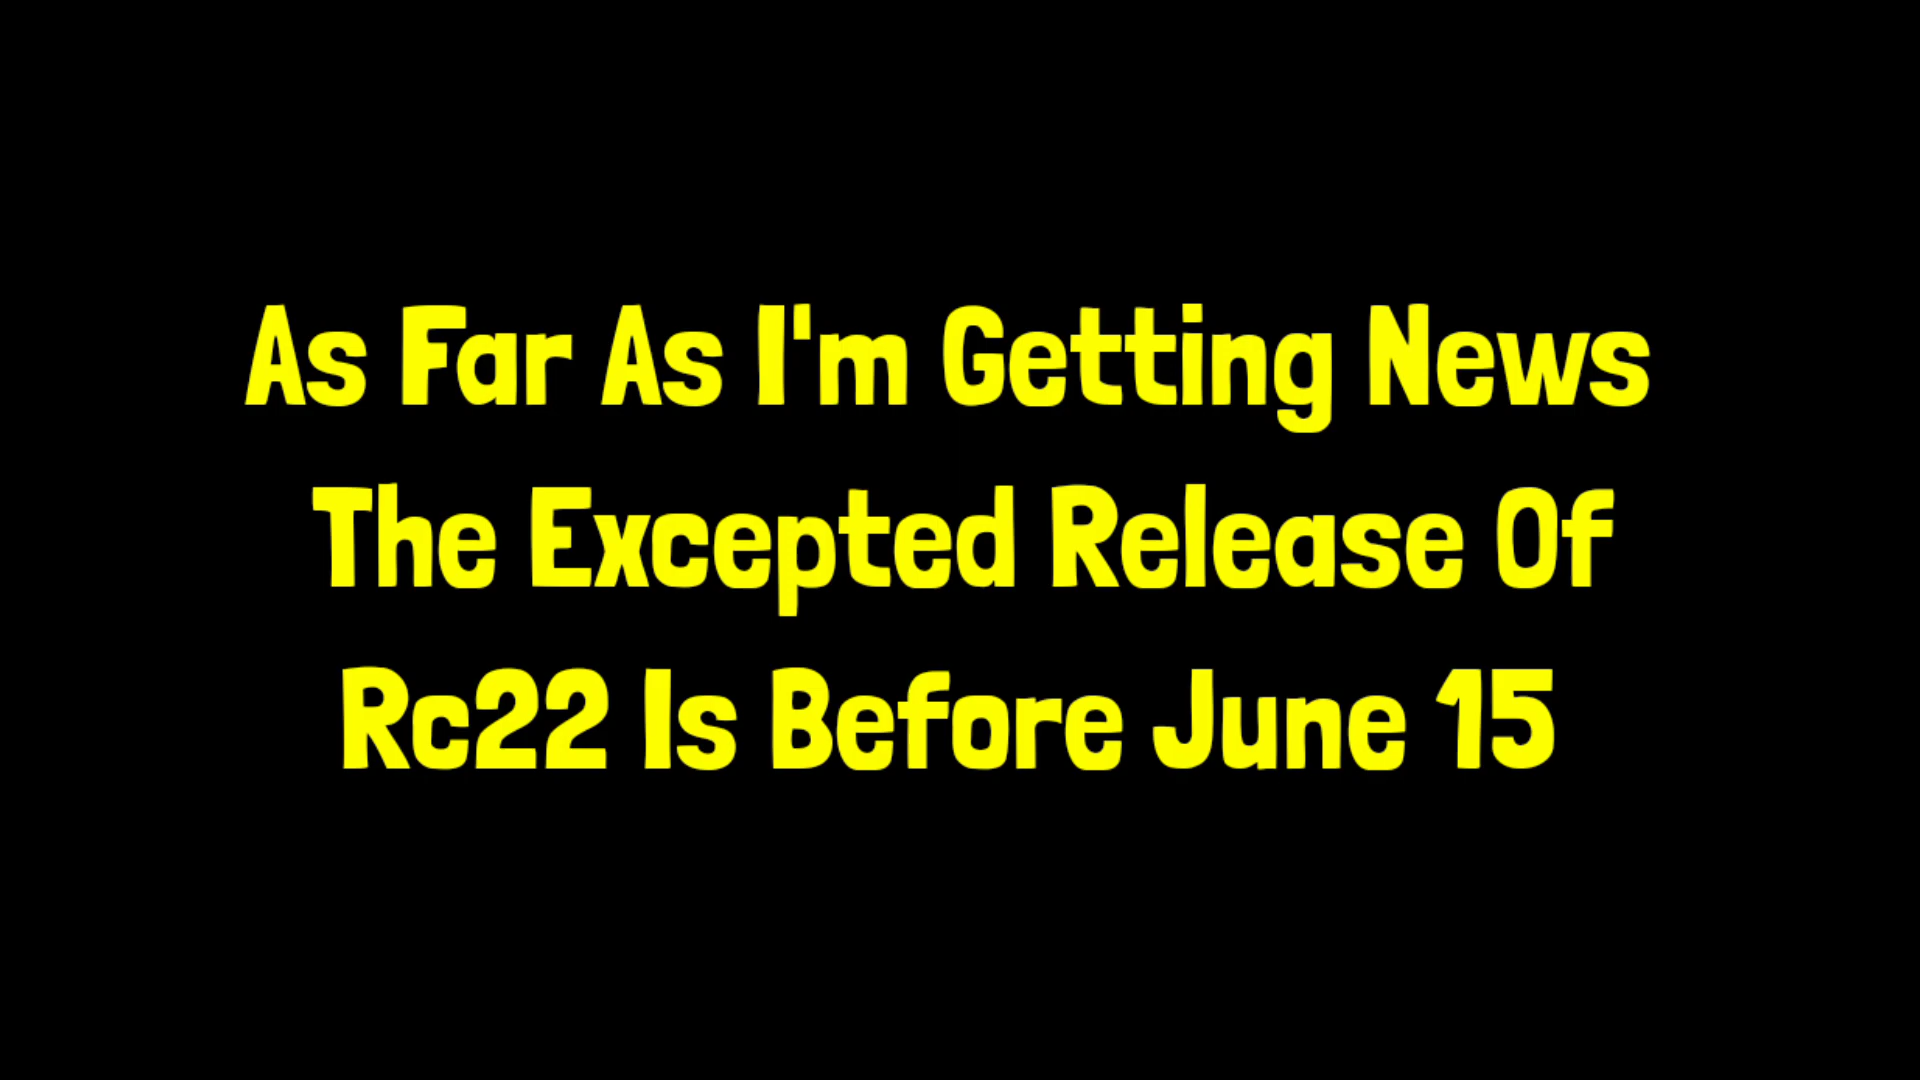 As Far As I'm Getting News
The Excepted Release Of
Rc22 Is Before June 15